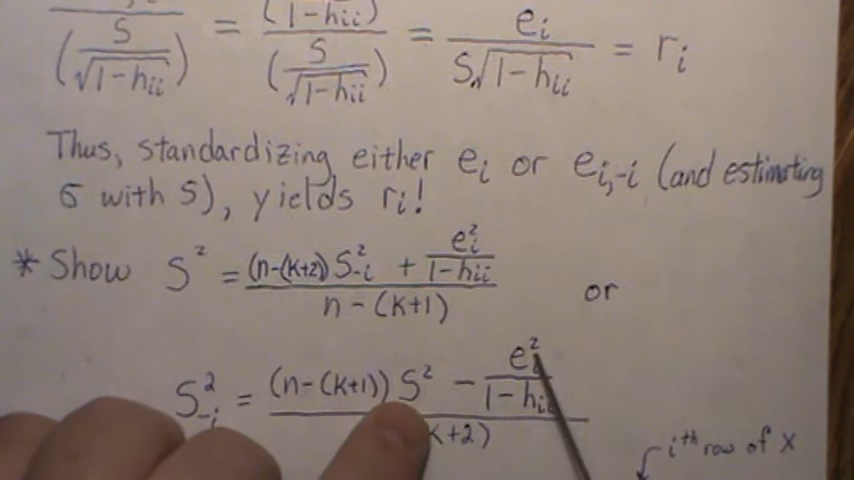 (S/√(1-hᵢᵢ)) = (1-hᵢᵢ) / (S/√(1-hᵢᵢ)) = eᵢ / S√(1-hᵢᵢ) = rᵢ
Thus, standardizing either eᵢ or eᵢ,₋ᵢ (and estimating
σ with S), yields rᵢ!
* Show S² = ((n-(k+2)) S²₋ᵢ + eᵢ²/(1-hᵢᵢ)) / (n-(k+1)) or
S²₋ᵢ = ((n-(k+1)) S² - eᵢ²/(1-hᵢᵢ)) / k+2)
iᵗʰ row of X